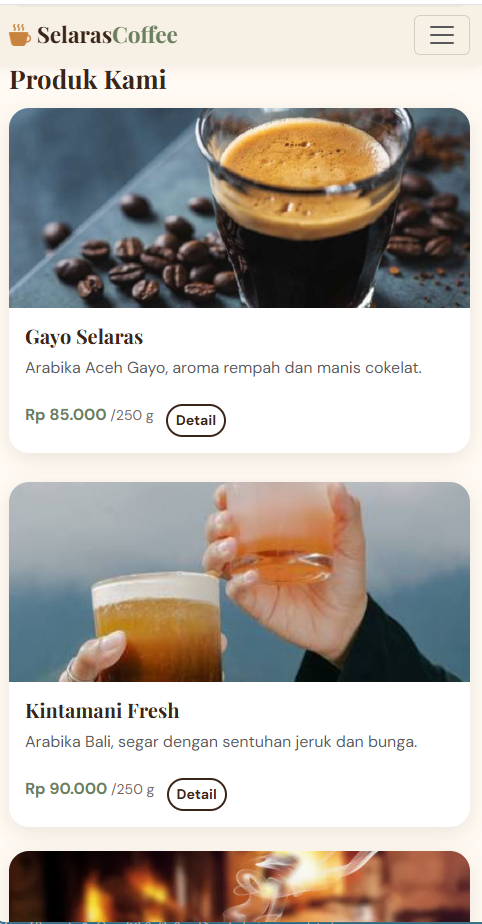 SelarasCoffee
Produk Kami
Gayo Selaras
Arabika Aceh Gayo, aroma rempah dan manis cokelat.
Rp 85.000 /250 g Detail
Kintamani Fresh
Arabika Bali, segar dengan sentuhan jeruk dan bunga.
Rp 90.000 /250 g Detail